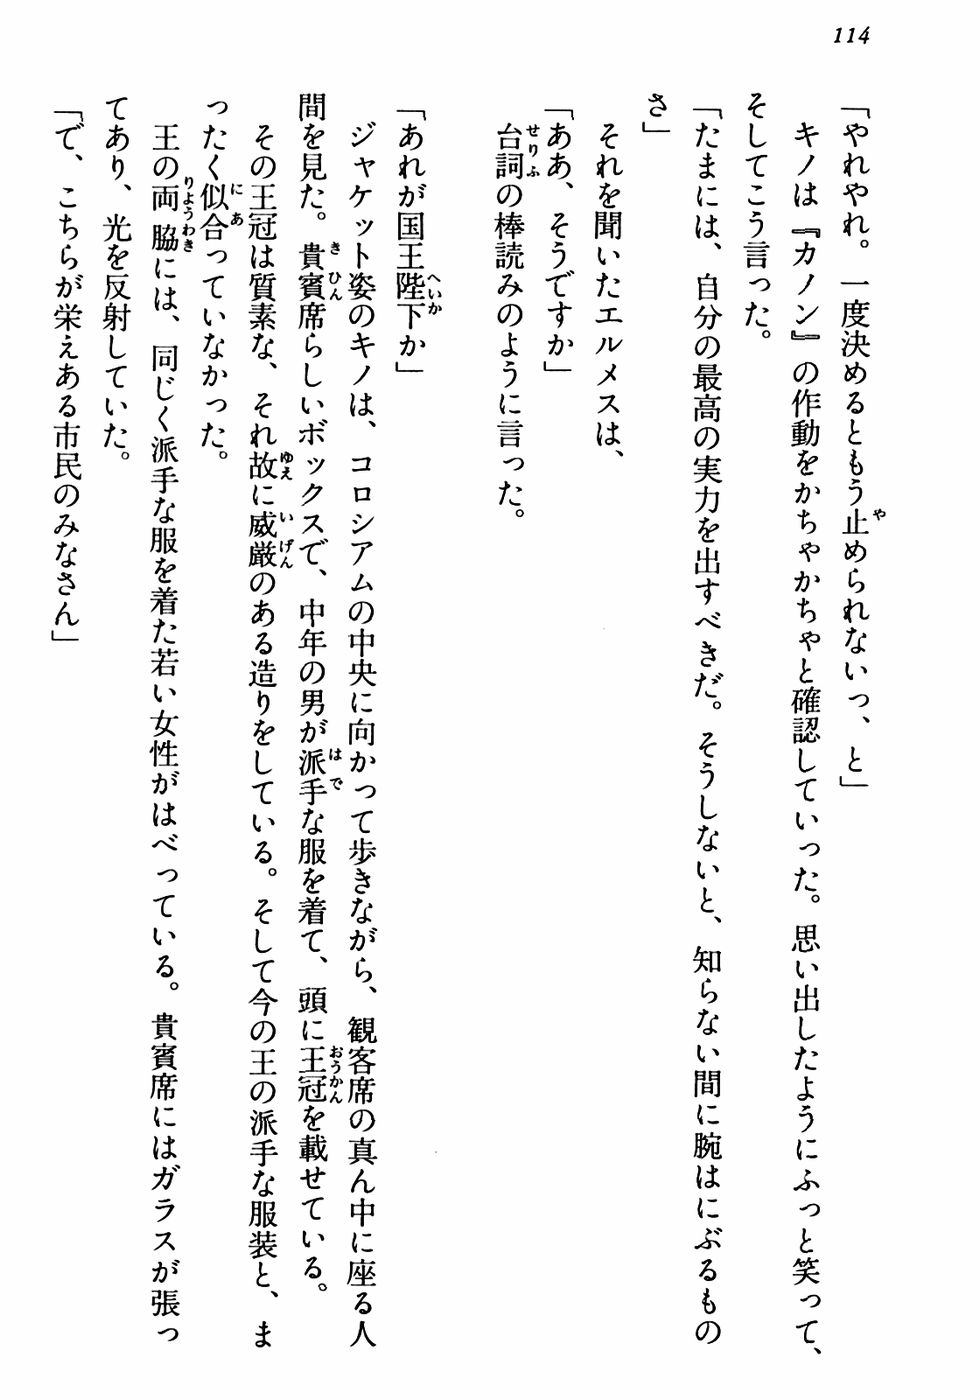 114
「やれやれ。一度決めるともう止められないっ、と」
キノは『カノン』の作動をかちゃかちゃと確認していった。思い出したようにふっと笑って、
そしてこう言った。
「たまには、自分の最高の実力を出すべきだ。そうしないと、知らない間に腕はにぶるもの
さ」
それを聞いたエルメスは、
「ああ、そうですか」
台詞の棒読みのように言った。
「あれが国王陛下か」
ジャケット姿のキノは、コロシアムの中央に向かって歩きながら、観客席の真ん中に座る人
間を見た。貴賓席らしいボックスで、中年の男が派手な服を着て、頭に王冠を載せている。
その王冠は質素な、それ故に威厳のある造りをしている。そして今の王の派手な服装と、ま
ったく似合っていなかった。
王の両脇には、同じく派手な服を着た若い女性がはべっている。貴賓席にはガラスが張っ
てあり、光を反射していた。
「で、こちらが栄えある市民のみなさん」